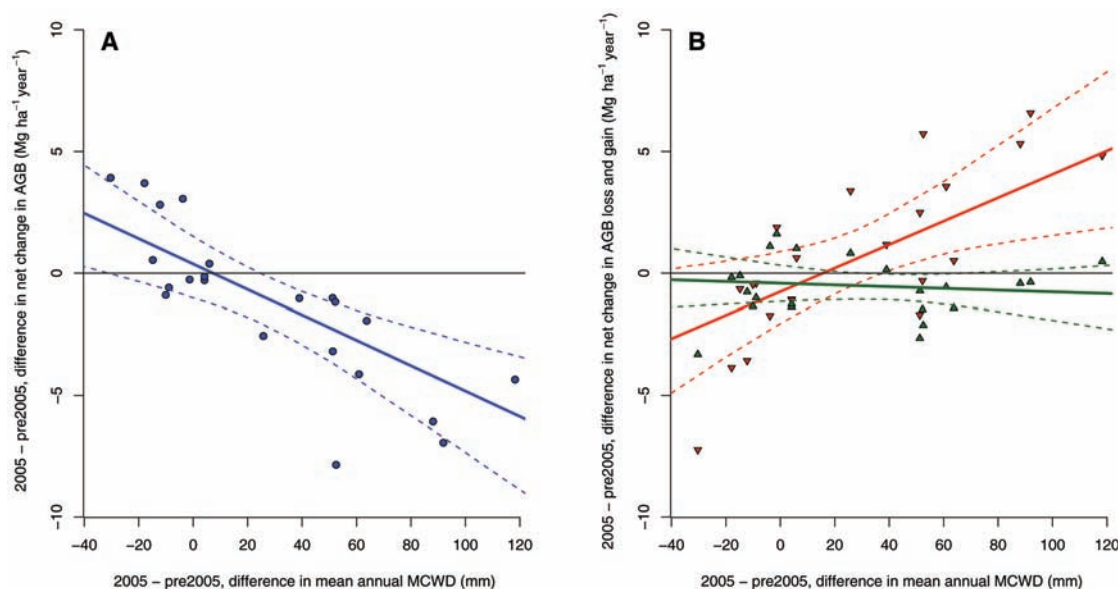 A
2005 – pre2005, difference in net change in AGB (Mg ha⁻¹ year⁻¹)
10
5
0
−5
−10
−40 −20 0 20 40 60 80 100 120
2005 – pre2005, difference in mean annual MCWD (mm)
B
2005 – pre2005, difference in net change in AGB loss and gain (Mg ha⁻¹ year⁻¹)
10
5
0
−5
−10
−40 −20 0 20 40 60 80 100 120
2005 – pre2005, difference in mean annual MCWD (mm)